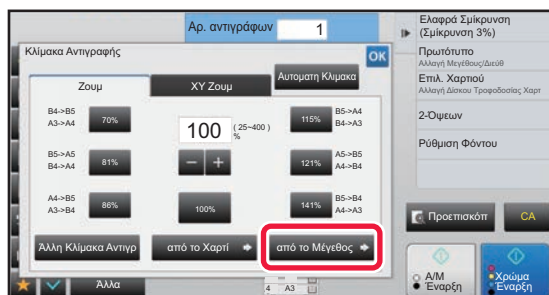 Αρ. αντιγράφων
1
Κλίμακα Αντιγραφής
OK
Ζουμ
XY Ζουμ
Αυτοματη Κλιμακα
B4->B5
A3->A4
70%
100
( 25~400 )
%
115%
B5->A4
B4->A3
B5->A5
B4->A4
81%
121%
A5->B5
A4->B4
A4->B5
A3->B4
86%
100%
141%
B5->B4
A4->A3
Άλλη Κλίμακα Αντιγρ
από το Χαρτί
από το Μέγεθος
Άλλα
4 A3
Ελαφρά Σμίκρυνση
(Σμίκρυνση 3%)
Πρωτότυπο
Αλλαγή Μεγέθους/Διεύθ
Επιλ. Χαρτιού
Αλλαγή Δίσκου Τροφοδοσίας Χαρτ
2-Όψεων
Ρύθμιση Φόντου
Προεπισκόπ
CA
Α/Μ
Έναρξη
Χρώμα
Έναρξη